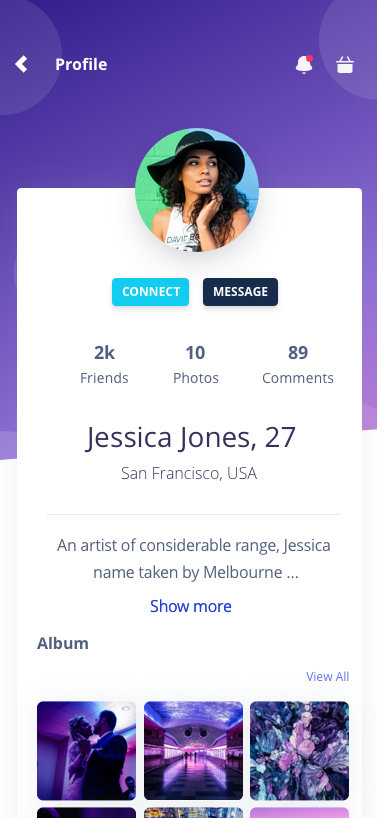 Profile
DAVID B
CONNECT MESSAGE
2k 10 89
Friends Photos Comments
Jessica Jones, 27
San Francisco, USA
An artist of considerable range, Jessica
name taken by Melbourne ...
Show more
Album
View All